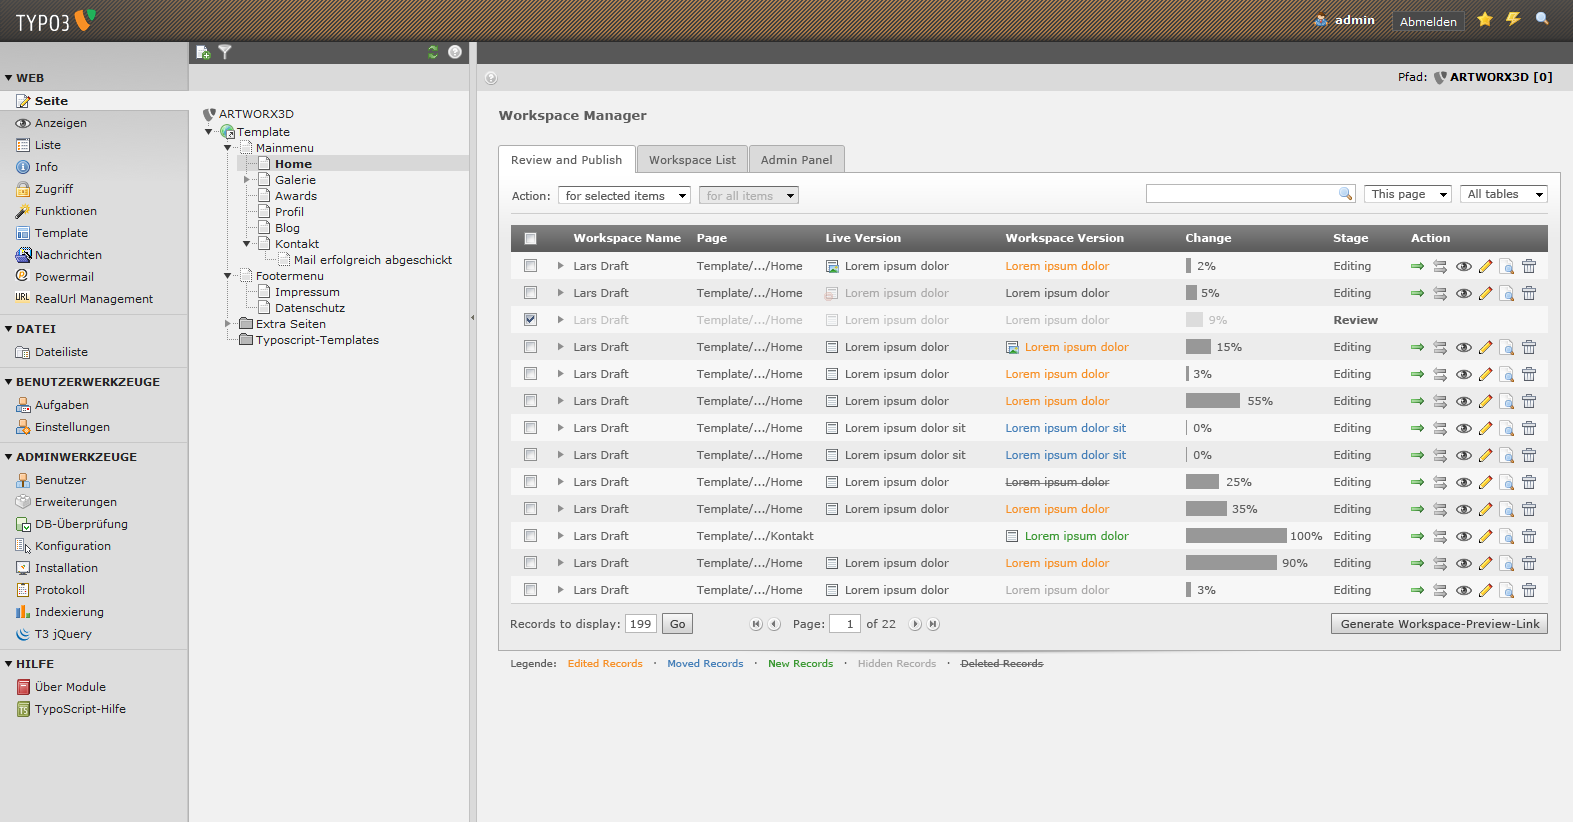 TYPO3
admin
Abmelden
Pfad: ARTWORX3D [0]
WEB
Seite
Anzeigen
Liste
Info
Zugriff
Funktionen
Template
Nachrichten
Powermail
URL RealUrl Management
DATEI
Dateiliste
BENUTZERWERKZEUGE
Aufgaben
Einstellungen
ADMINWERKZEUGE
Benutzer
Erweiterungen
DB-Überprüfung
Konfiguration
Installation
Protokoll
Indexierung
T3 jQuery
HILFE
Über Module
TS TypoScript-Hilfe
ARTWORX3D
Template
Mainmenu
Home
Galerie
Awards
Profil
Blog
Kontakt
Mail erfolgreich abgeschickt
Footermenu
Impressum
Datenschutz
Extra Seiten
Typoscript-Templates
Workspace Manager
Review and Publish Workspace List Admin Panel
Action: for selected items for all items This page All tables
Workspace Name Page Live Version Workspace Version Change Stage Action
Lars Draft Template/.../Home Lorem ipsum dolor Lorem ipsum dolor 2% Editing
Lars Draft Template/.../Home Lorem ipsum dolor Lorem ipsum dolor 5% Editing
Lars Draft Template/.../Home Lorem ipsum dolor Lorem ipsum dolor 9% Review
Lars Draft Template/.../Home Lorem ipsum dolor Lorem ipsum dolor 15% Editing
Lars Draft Template/.../Home Lorem ipsum dolor Lorem ipsum dolor 3% Editing
Lars Draft Template/.../Home Lorem ipsum dolor Lorem ipsum dolor 55% Editing
Lars Draft Template/.../Home Lorem ipsum dolor sit Lorem ipsum dolor sit 0% Editing
Lars Draft Template/.../Home Lorem ipsum dolor sit Lorem ipsum dolor sit 0% Editing
Lars Draft Template/.../Home Lorem ipsum dolor Lorem ipsum dolor 25% Editing
Lars Draft Template/.../Home Lorem ipsum dolor Lorem ipsum dolor 35% Editing
Lars Draft Template/.../Kontakt Lorem ipsum dolor 100% Editing
Lars Draft Template/.../Home Lorem ipsum dolor Lorem ipsum dolor 90% Editing
Lars Draft Template/.../Home Lorem ipsum dolor Lorem ipsum dolor 3% Editing
Records to display: 199 Go Page: 1 of 22 Generate Workspace-Preview-Link
Legende: Edited Records · Moved Records · New Records · Hidden Records · Deleted Records